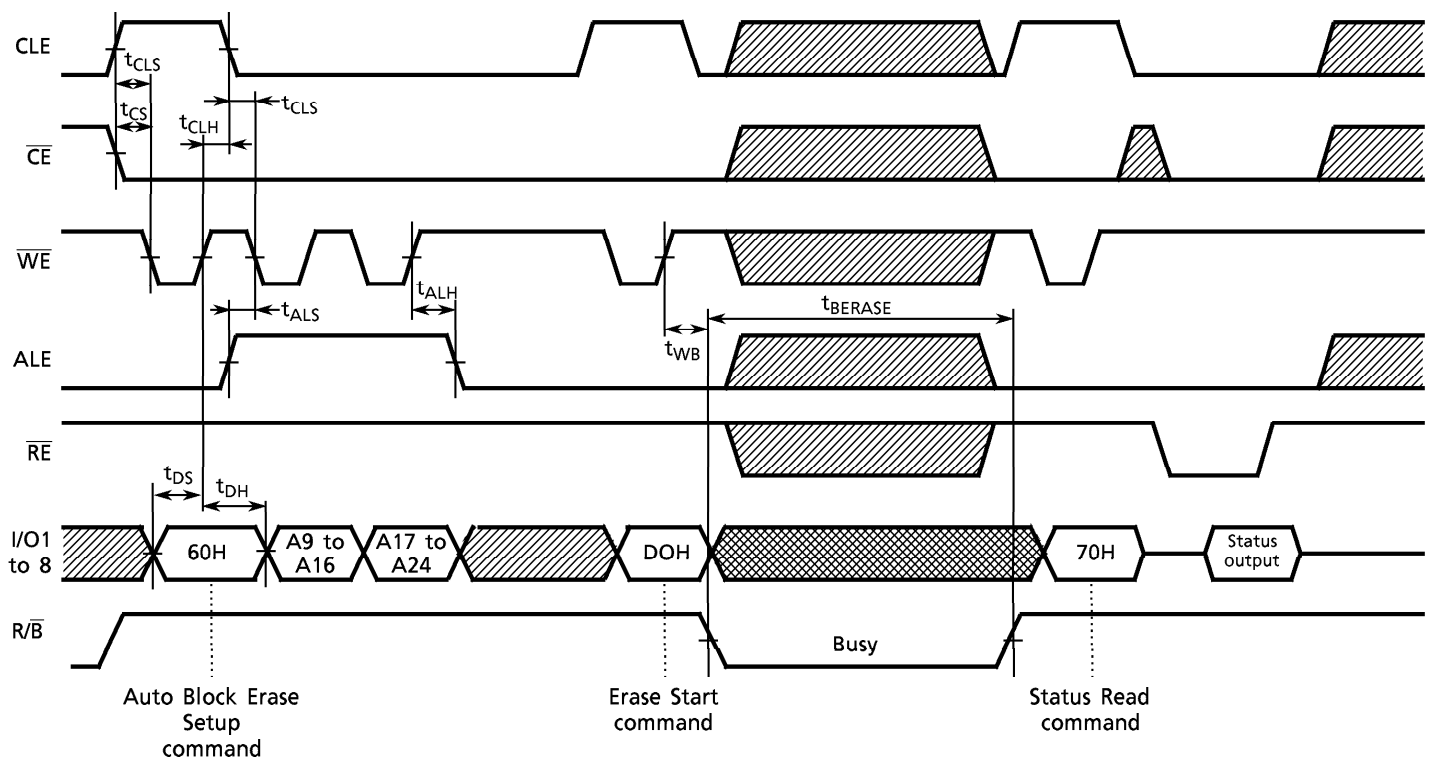 CLE
tCLS
tCLS
tCS
tCLH
CE
WE
tALS
tALH
tWB
tBERASE
ALE
RE
tDS
tDH
I/O1
to 8
60H
A9 to
A16
A17 to
A24
DOH
70H
Status
output
R/B
Busy
Auto Block Erase
Setup
command
Erase Start
command
Status Read
command